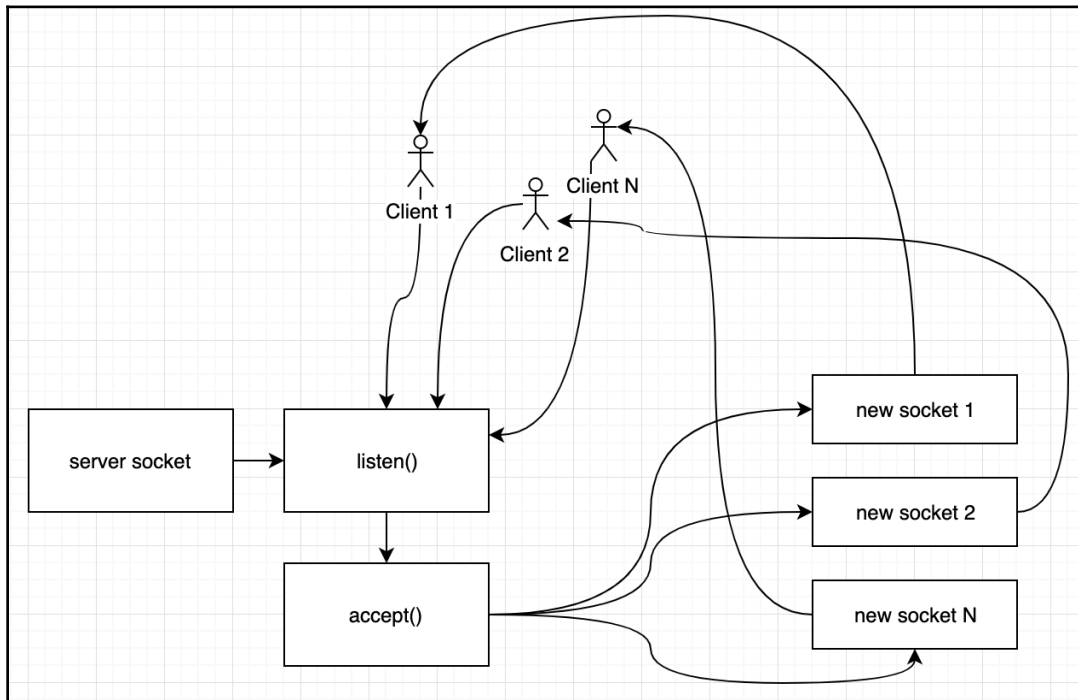 Client 1
Client N
Client 2
server socket
listen()
accept()
new socket 1
new socket 2
new socket N